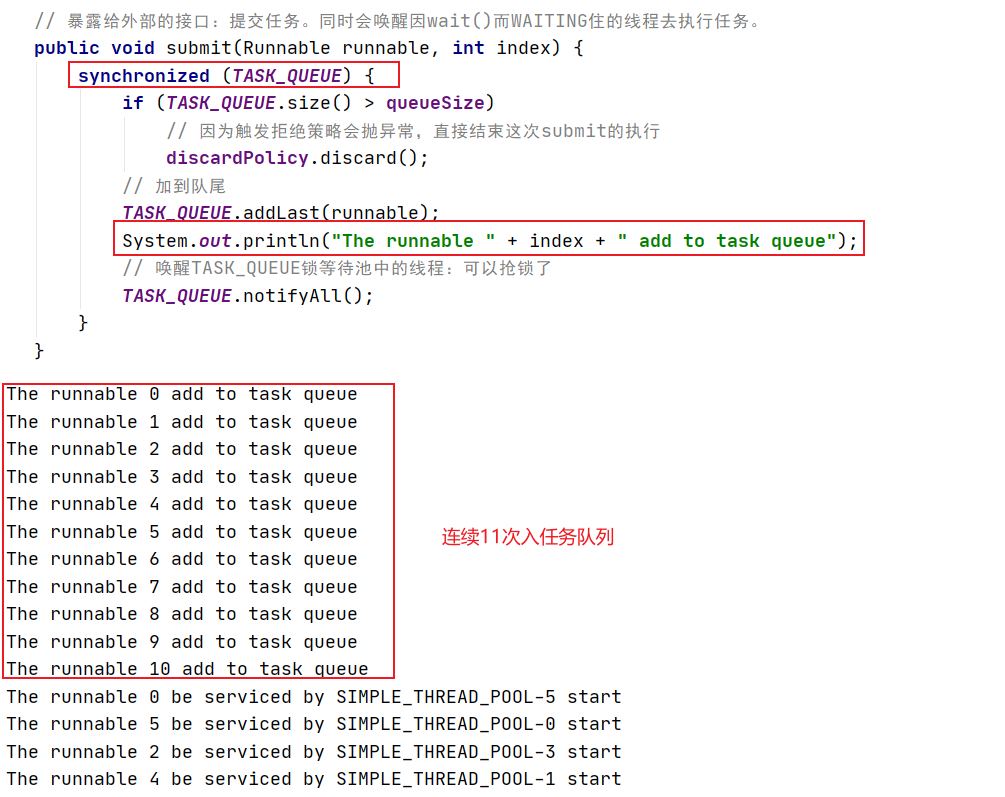 // 暴露给外部的接口: 提交任务。同时会唤醒因wait()而WAITING住的线程去执行任务。
public void submit(Runnable runnable, int index) {
synchronized (TASK_QUEUE) {
if (TASK_QUEUE.size() > queueSize)
// 因为触发拒绝策略会抛异常, 直接结束这次submit的执行
discardPolicy.discard();
// 加到队尾
TASK_QUEUE.addLast(runnable);
System.out.println("The runnable " + index + " add to task queue");
// 唤醒TASK_QUEUE锁等待池中的线程: 可以抢锁了
TASK_QUEUE.notifyAll();
}
}
The runnable 0 add to task queue
The runnable 1 add to task queue
The runnable 2 add to task queue
The runnable 3 add to task queue
The runnable 4 add to task queue
The runnable 5 add to task queue
连续11次入任务队列
The runnable 6 add to task queue
The runnable 7 add to task queue
The runnable 8 add to task queue
The runnable 9 add to task queue
The runnable 10 add to task queue
The runnable 0 be serviced by SIMPLE_THREAD_POOL-5 start
The runnable 5 be serviced by SIMPLE_THREAD_POOL-0 start
The runnable 2 be serviced by SIMPLE_THREAD_POOL-3 start
The runnable 4 be serviced by SIMPLE_THREAD_POOL-1 start